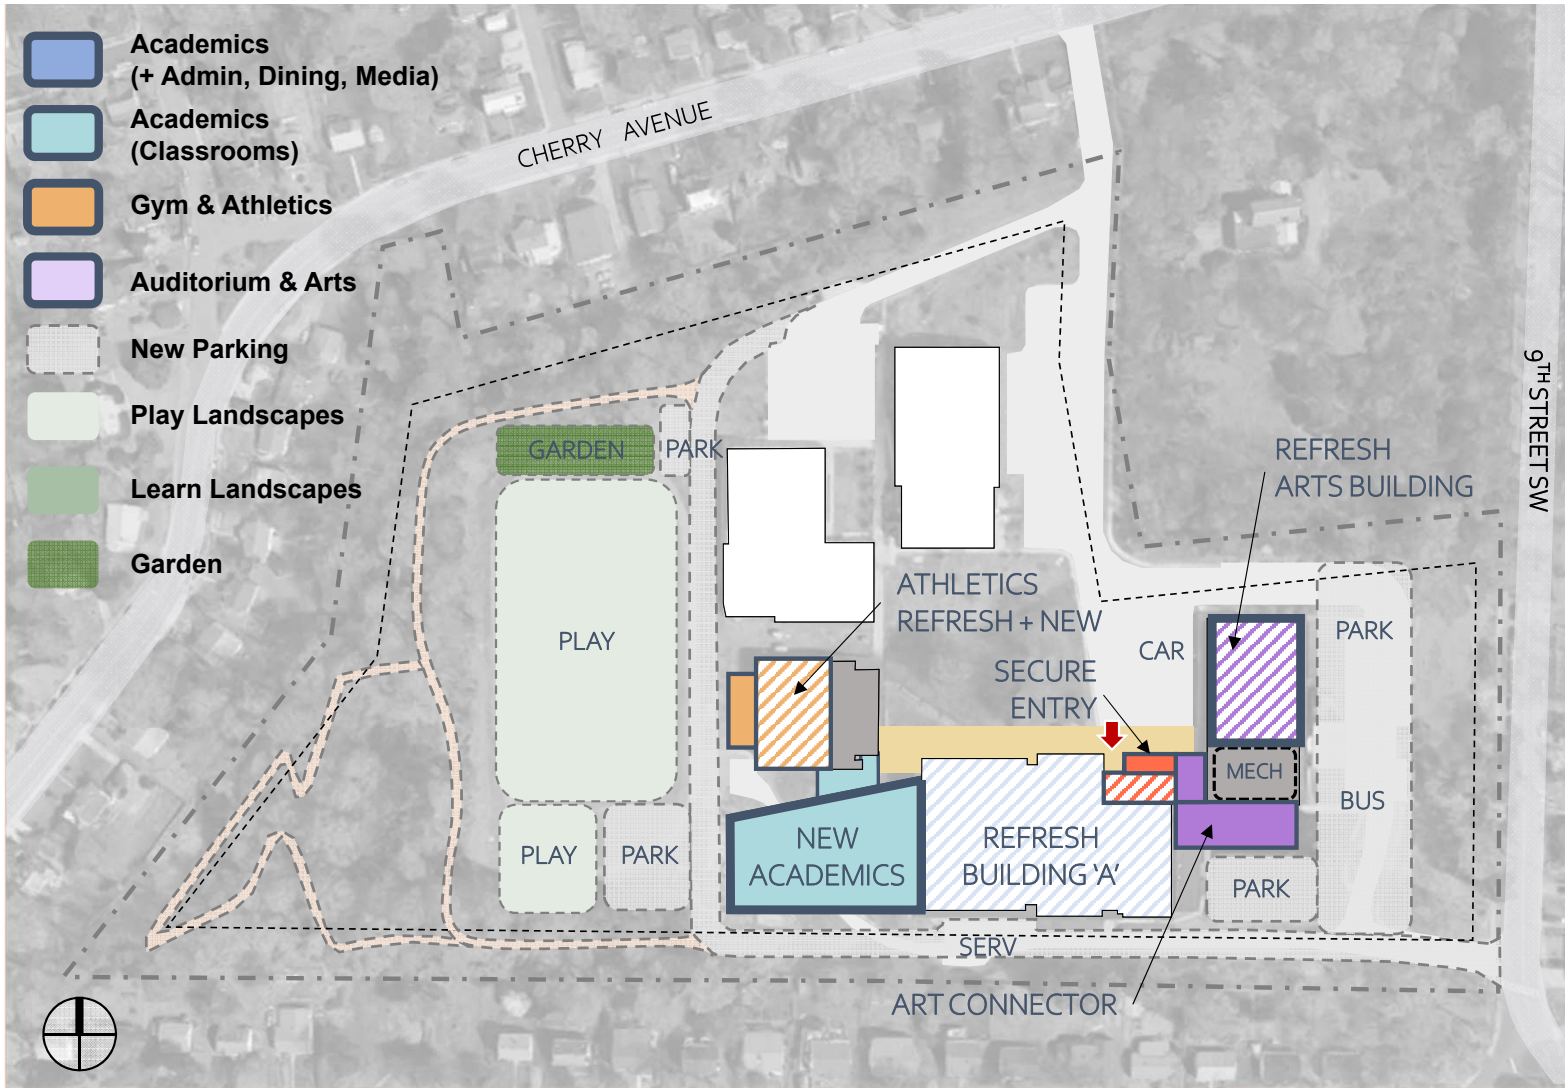 Academics
(+ Admin, Dining, Media)
Academics
(Classrooms)
Gym & Athletics
Auditorium & Arts
New Parking
Play Landscapes
Learn Landscapes
Garden
CHERRY AVENUE
9TH STREET SW
GARDEN
PARK
REFRESH
ARTS BUILDING
ATHLETICS
REFRESH + NEW
PLAY
CAR
PARK
SECURE
ENTRY
MECH
BUS
PLAY
PARK
NEW
ACADEMICS
REFRESH
BUILDING ‘A’
PARK
SERV
ART CONNECTOR